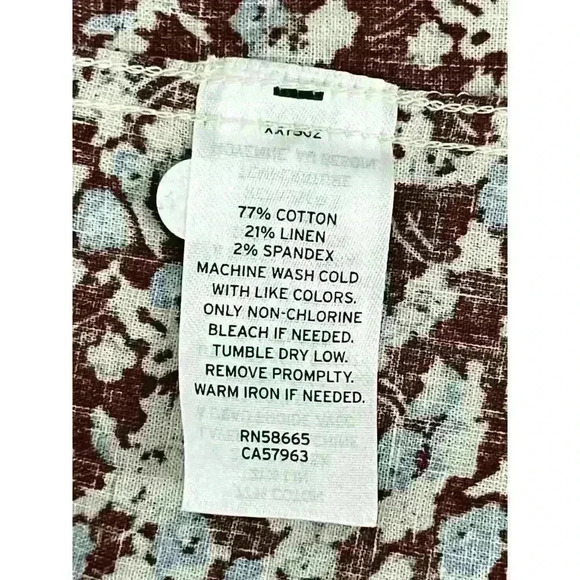 77% COTTON
21% LINEN
2% SPANDEX
MACHINE WASH COLD
WITH LIKE COLORS.
ONLY NON-CHLORINE
BLEACH IF NEEDED.
TUMBLE DRY LOW.
REMOVE PROMPTLY.
WARM IRON IF NEEDED.
RN58665
CA57963